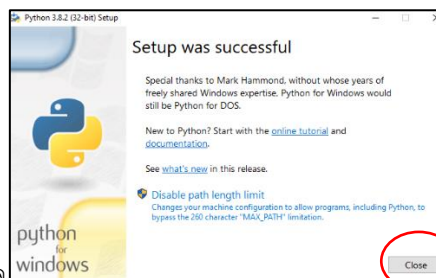 Python 3.8.2 (32-bit) Setup
Setup was successful
Special thanks to Mark Hammond, without whose years of
freely shared Windows expertise, Python for Windows would
still be Python for DOS.
New to Python? Start with the online tutorial and
documentation.
See what's new in this release.
Disable path length limit
Changes your machine configuration to allow programs, including Python, to
bypass the 260 character "MAX_PATH" limitation.
python
for
windows
Close